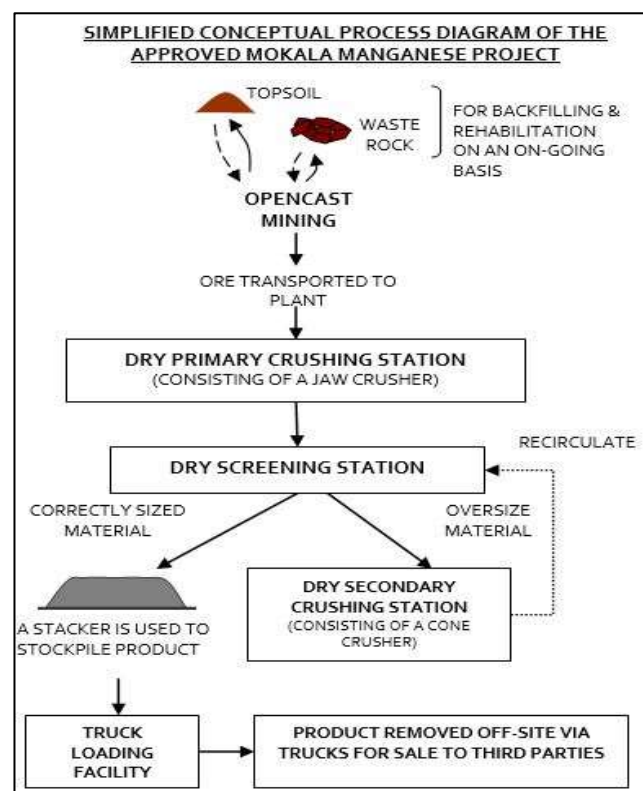 SIMPLIFIED CONCEPTUAL PROCESS DIAGRAM OF THE
APPROVED MOKALA MANGANESE PROJECT
TOPSOIL
WASTE
ROCK
FOR BACKFILLING &
REHABILITATION
ON AN ON-GOING
BASIS
OPENCAST
MINING
ORE TRANSPORTED TO
PLANT
DRY PRIMARY CRUSHING STATION
(CONSISTING OF A JAW CRUSHER)
RECIRCULATE
DRY SCREENING STATION
CORRECTLY SIZED
MATERIAL
OVERSIZE
MATERIAL
DRY SECONDARY
CRUSHING STATION
(CONSISTING OF A CONE
CRUSHER)
A STACKER IS USED TO
STOCKPILE PRODUCT
TRUCK
LOADING
FACILITY
PRODUCT REMOVED OFF-SITE VIA
TRUCKS FOR SALE TO THIRD PARTIES